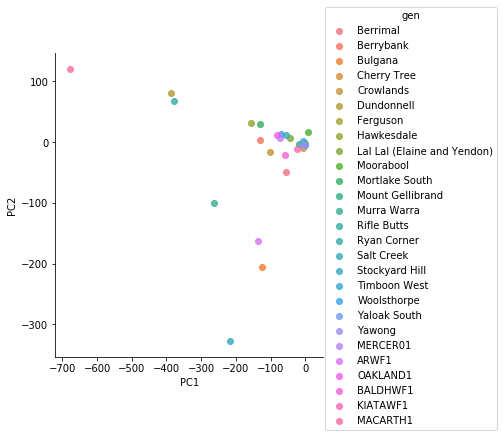 gen
Berrimal
Berrybank
Bulgana
Cherry Tree
Crowlands
Dundonnell
Ferguson
Hawkesdale
Lal Lal (Elaine and Yendon)
Moorabool
Mortlake South
Mount Gellibrand
Murra Warra
Rifle Butts
Ryan Corner
Salt Creek
Stockyard Hill
Timboon West
Woolsthorpe
Yaloak South
Yawong
MERCER01
ARWF1
OAKLAND1
BALDHWF1
KIATAWF1
MACARTH1
100
0
−100
−200
−300
PC2
−700 −600 −500 −400 −300 −200 −100 0
PC1